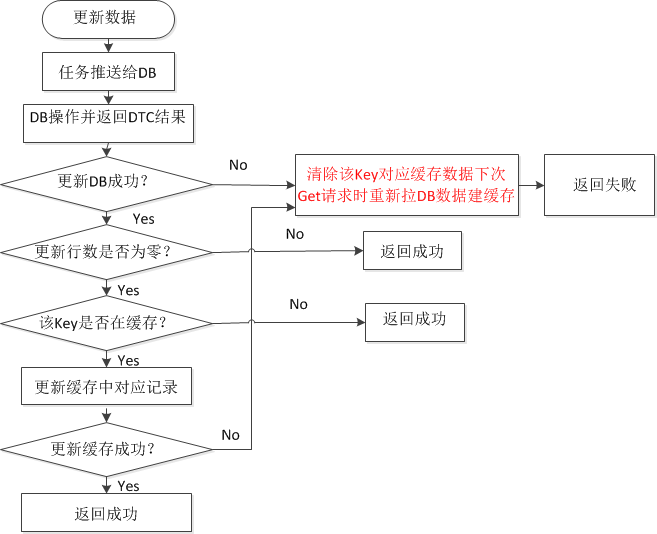 更新数据
任务推送给DB
DB操作并返回DTC结果
更新DB成功？
No
清除该Key对应缓存数据下次
Get请求时重新拉DB数据建缓存
返回失败
Yes
更新行数是否为零？
No
返回成功
Yes
该Key是否在缓存？
No
返回成功
Yes
更新缓存中对应记录
更新缓存成功？
No
Yes
返回成功